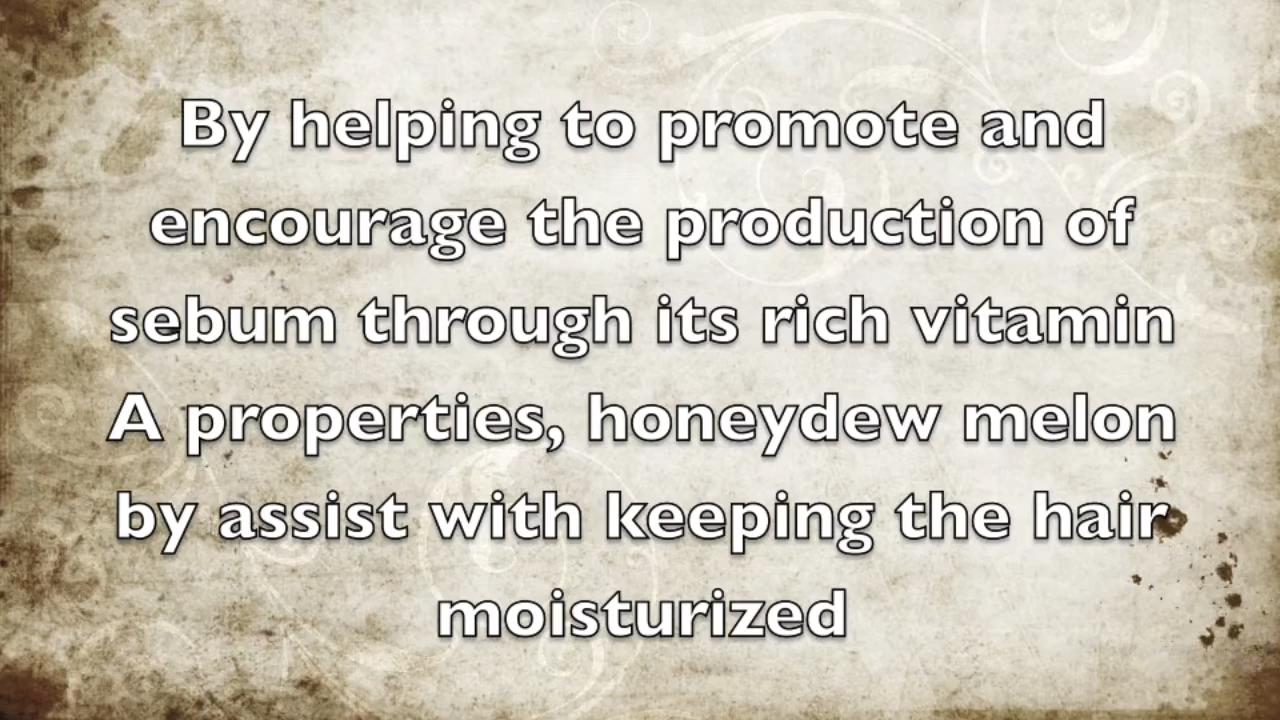 By helping to promote and
encourage the production of
sebum through its rich vitamin
A properties, honeydew melon
by assist with keeping the hair
moisturized